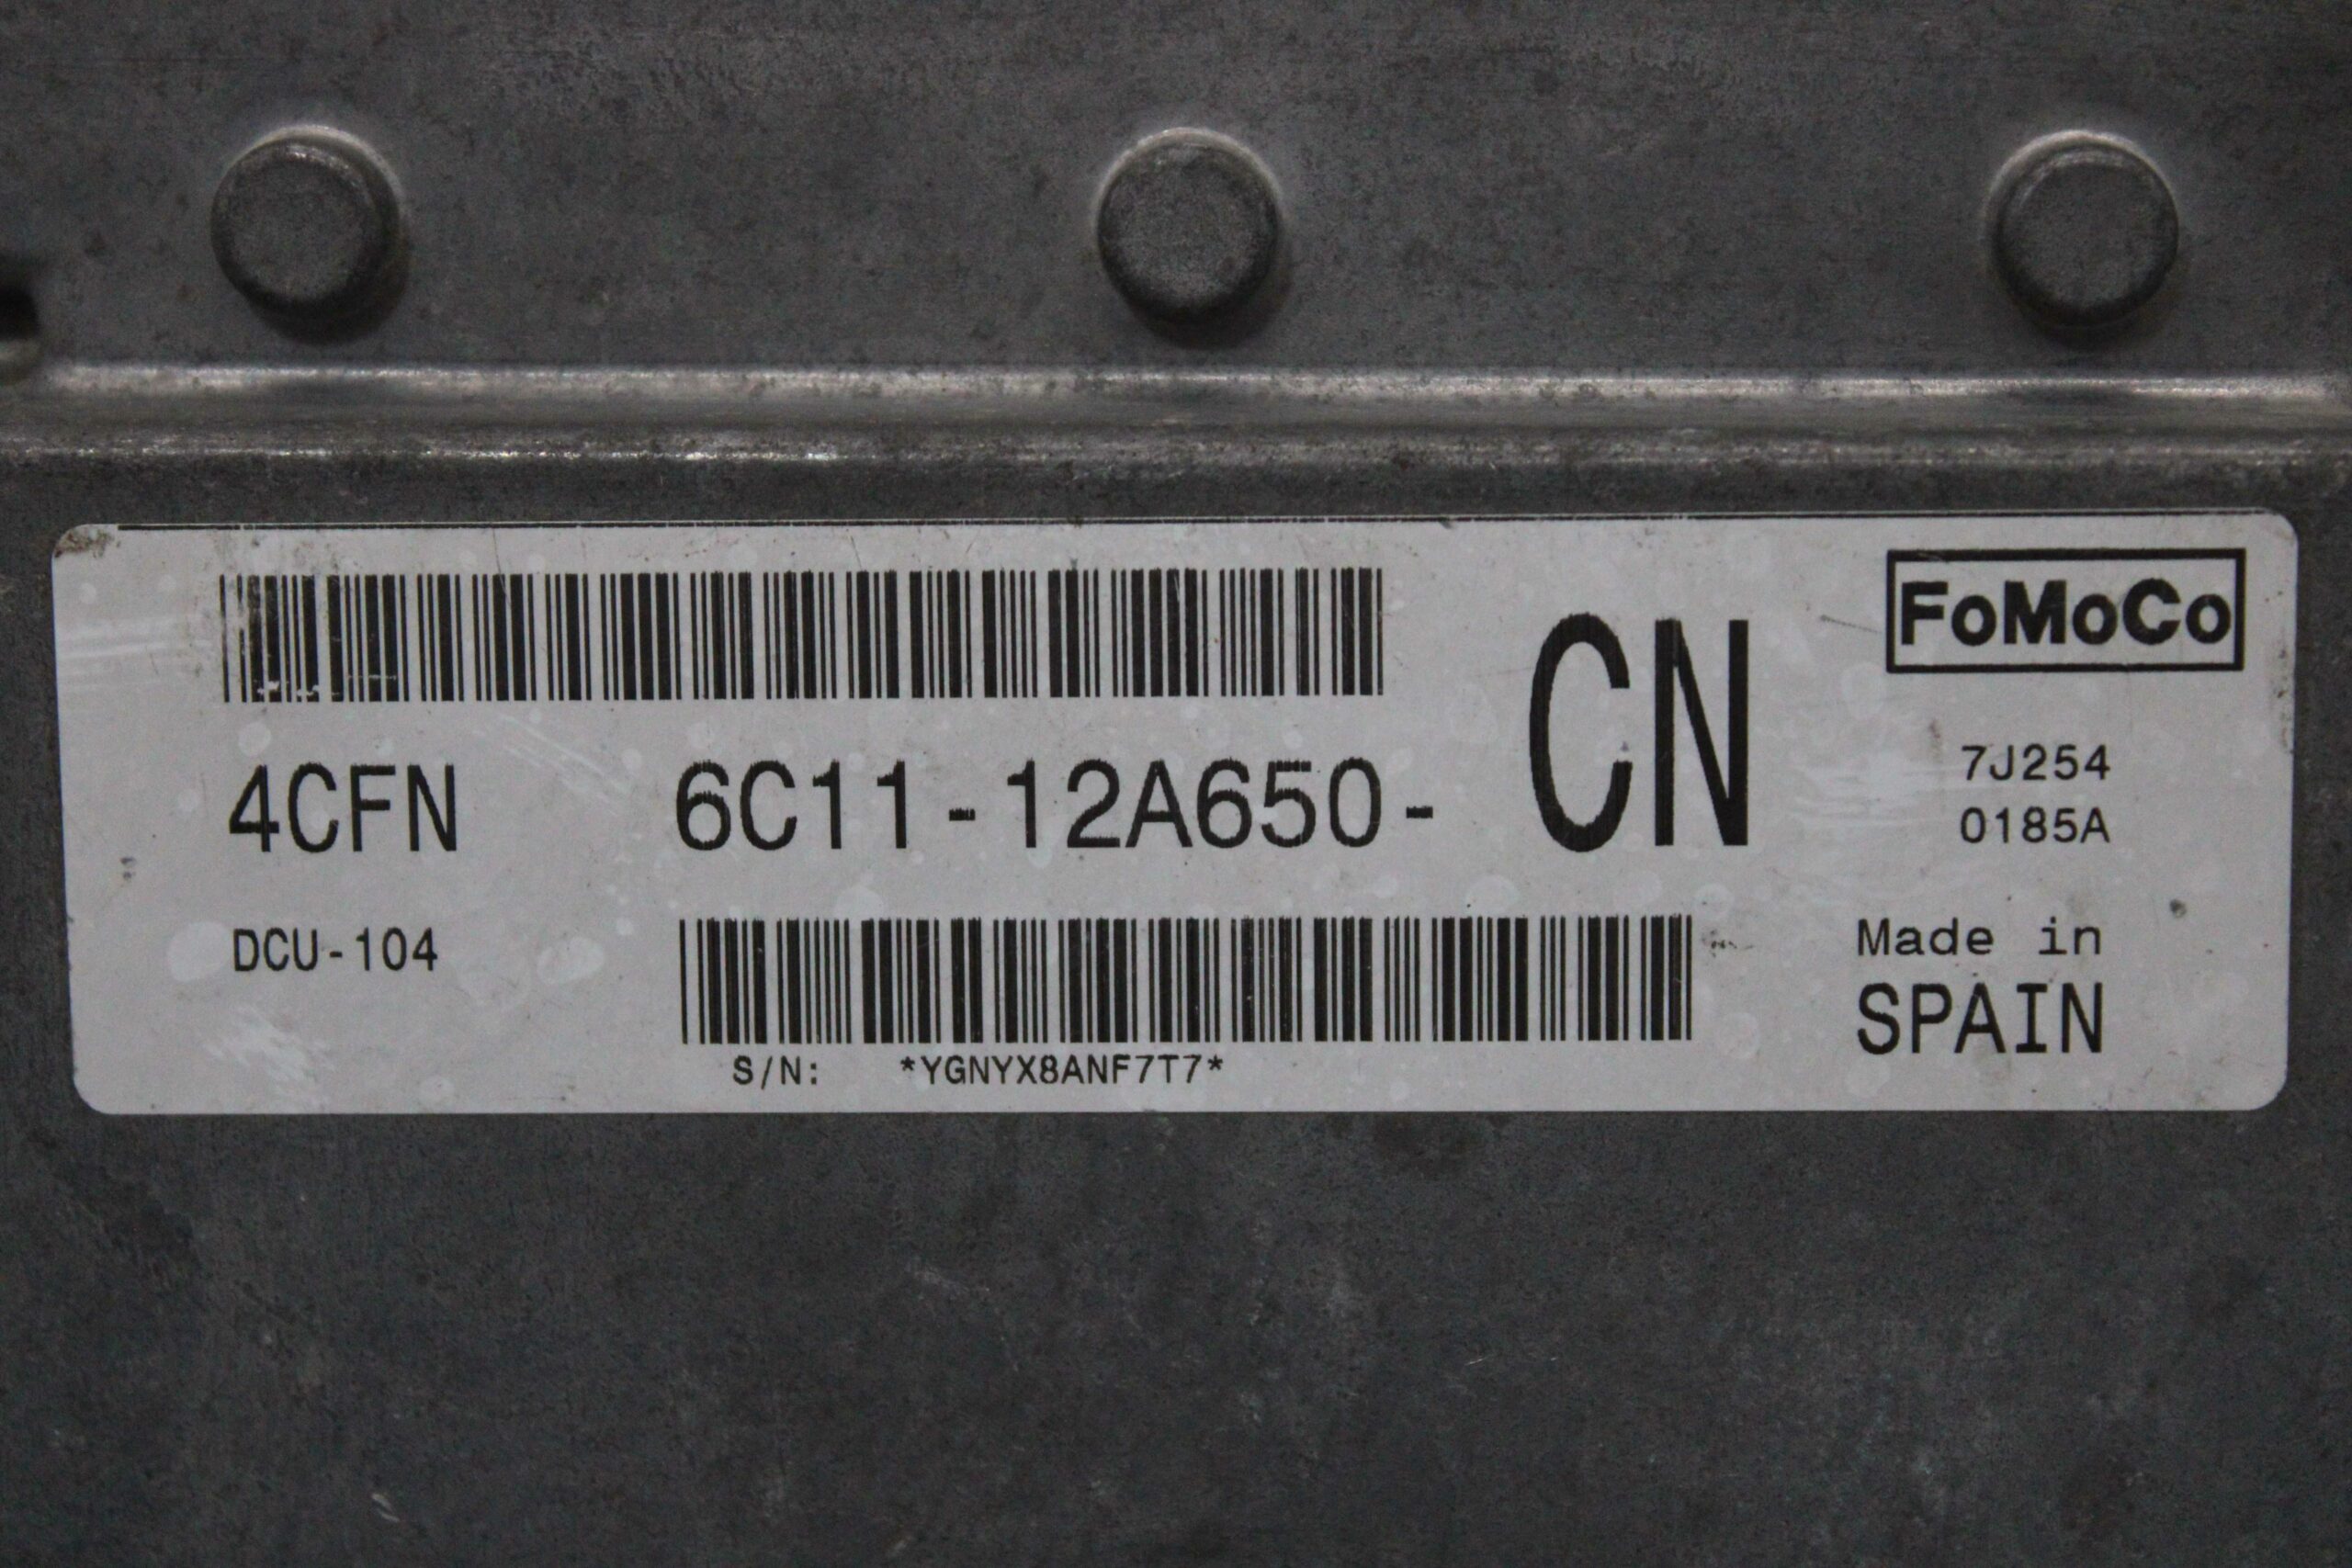 FoMoCo
4CFN 6C11-12A650-CN
7J254
0185A
DCU-104
Made in
SPAIN
S/N: *YGNYX8ANF7T7*